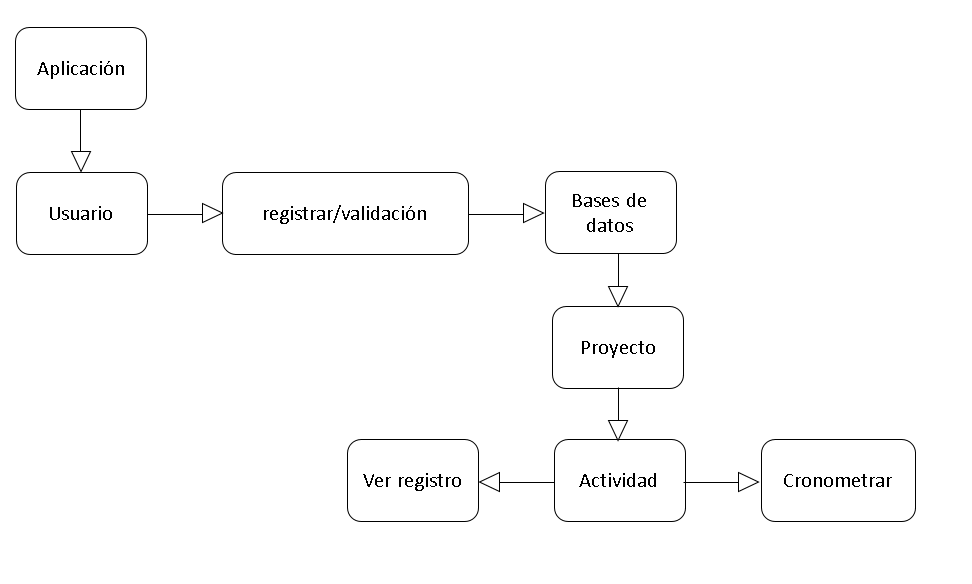 Aplicación
Usuario
registrar/validación
Bases de
datos
Proyecto
Ver registro
Actividad
Cronometrar